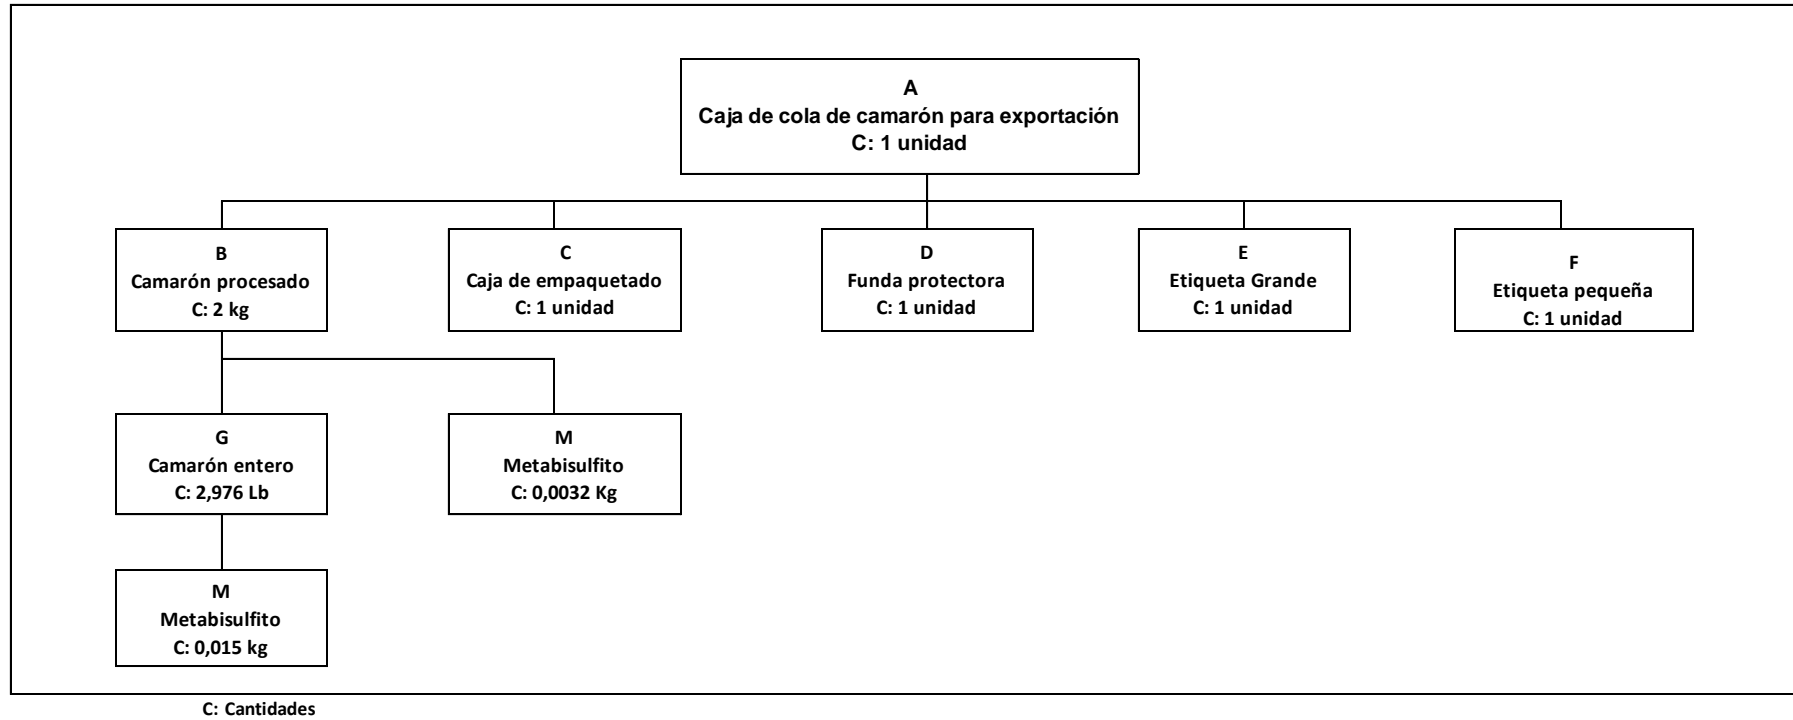 A
Caja de cola de camarón para exportación
C: 1 unidad
B
Camarón procesado
C: 2 kg
C
Caja de empaquetado
C: 1 unidad
D
Funda protectora
C: 1 unidad
E
Etiqueta Grande
C: 1 unidad
F
Etiqueta pequeña
C: 1 unidad
G
Camarón entero
C: 2,976 Lb
M
Metabisulfito
C: 0,0032 Kg
M
Metabisulfito
C: 0,015 kg
C: Cantidades